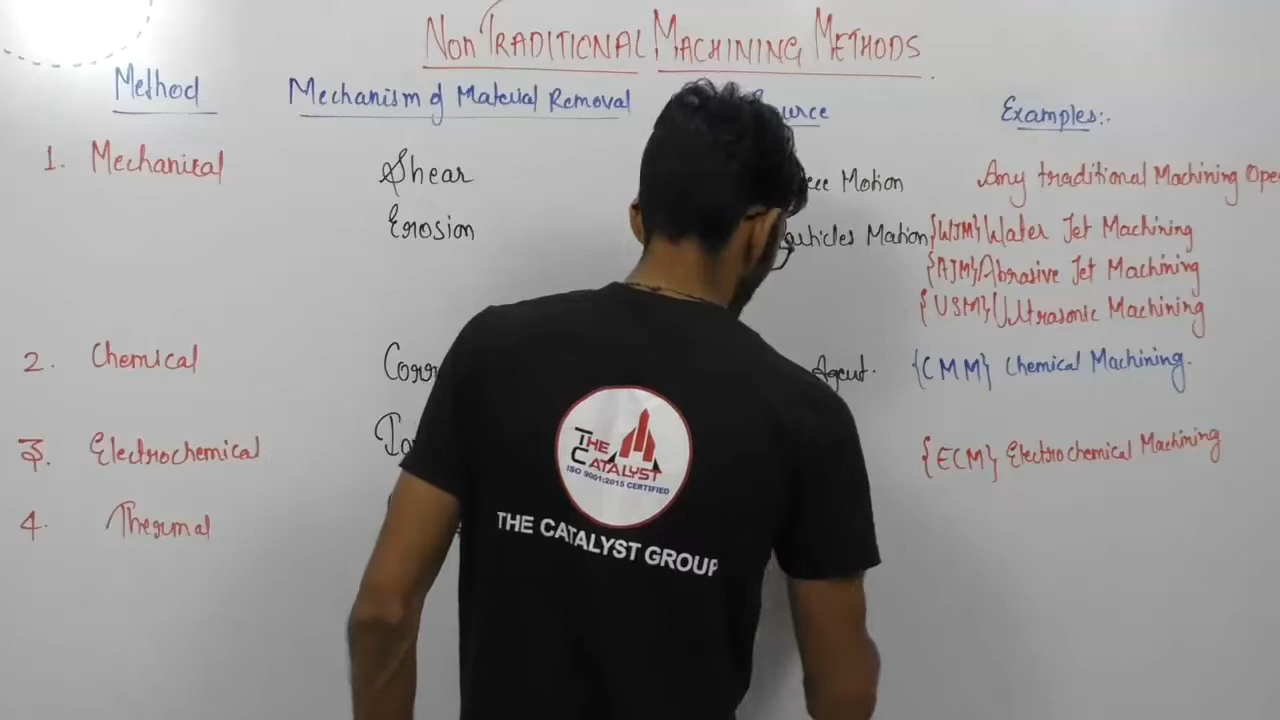 Non TRADITIONAL MACHINING METHODS
Method Mechanism of Material Removal Examples:.
1. Mechanical Shear Motion Any traditional Machining
Erosion Motion {WJM} Water Jet Machining
{AJM} Abrasive Jet Machining
{USM} Ultrasonic Machining
2. Chemical Agent. {CMM} Chemical Machining.
3. Electrochemical {ECM} Electrochemical Machining
4. Thermal
THE
CATALYST
ISO 9001:2015 CERTIFIED
THE CATALYST GROUP